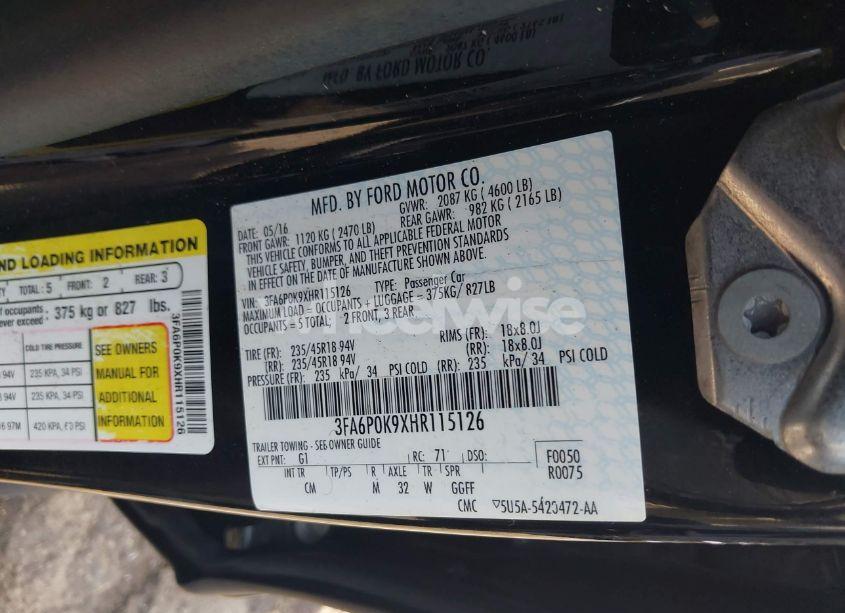 MFD. BY FORD MOTOR CO.
ND LOADING INFORMATION
TOTAL: 5 FRONT: 2 REAR: 3
of occupants
never exceed : 375 kg or 827 lbs.
COLD TIRE PRESSURE
94V 235 KPA, 34 PSI
94V 235 KPA, 34 PSI
97M 420 KPA, 60 PSI
SEE OWNERS
MANUAL FOR
ADDITIONAL
INFORMATION
3FA6P0K9XHR115126
MFD. BY FORD MOTOR CO.
DATE: 05/16 GVWR: 2087 KG ( 4600 LB)
FRONT GAWR: 1120 KG ( 2470 LB) REAR GAWR: 982 KG ( 2165 LB)
THIS VEHICLE CONFORMS TO ALL APPLICABLE FEDERAL MOTOR
VEHICLE SAFETY, BUMPER, AND THEFT PREVENTION STANDARDS
IN EFFECT ON THE DATE OF MANUFACTURE SHOWN ABOVE.
VIN: 3FA6P0K9XHR115126 TYPE: Passenger Car
MAXIMUM LOAD = OCCUPANTS + LUGGAGE = 375KG/ 827LB
OCCUPANTS = 5 TOTAL; 2 FRONT, 3 REAR
TIRE (FR): 235/45R18 94V RIMS (FR): 18x8.0J
(RR): 235/45R18 94V (RR): 18x8.0J
PRESSURE (FR): 235 kPa/ 34 (RR): 235 kPa/ 34 PSI COLD
3FA6P0K9XHR115126
TRAILER TOWING - SEE OWNER GUIDE
EXT PNT: G1 RC: 71 DSO: F0050
R0075
INT TR TP/PS R AXLE TR SPR
CM M 32 W GGFF
CMC ▽5U5A-5420472-AA